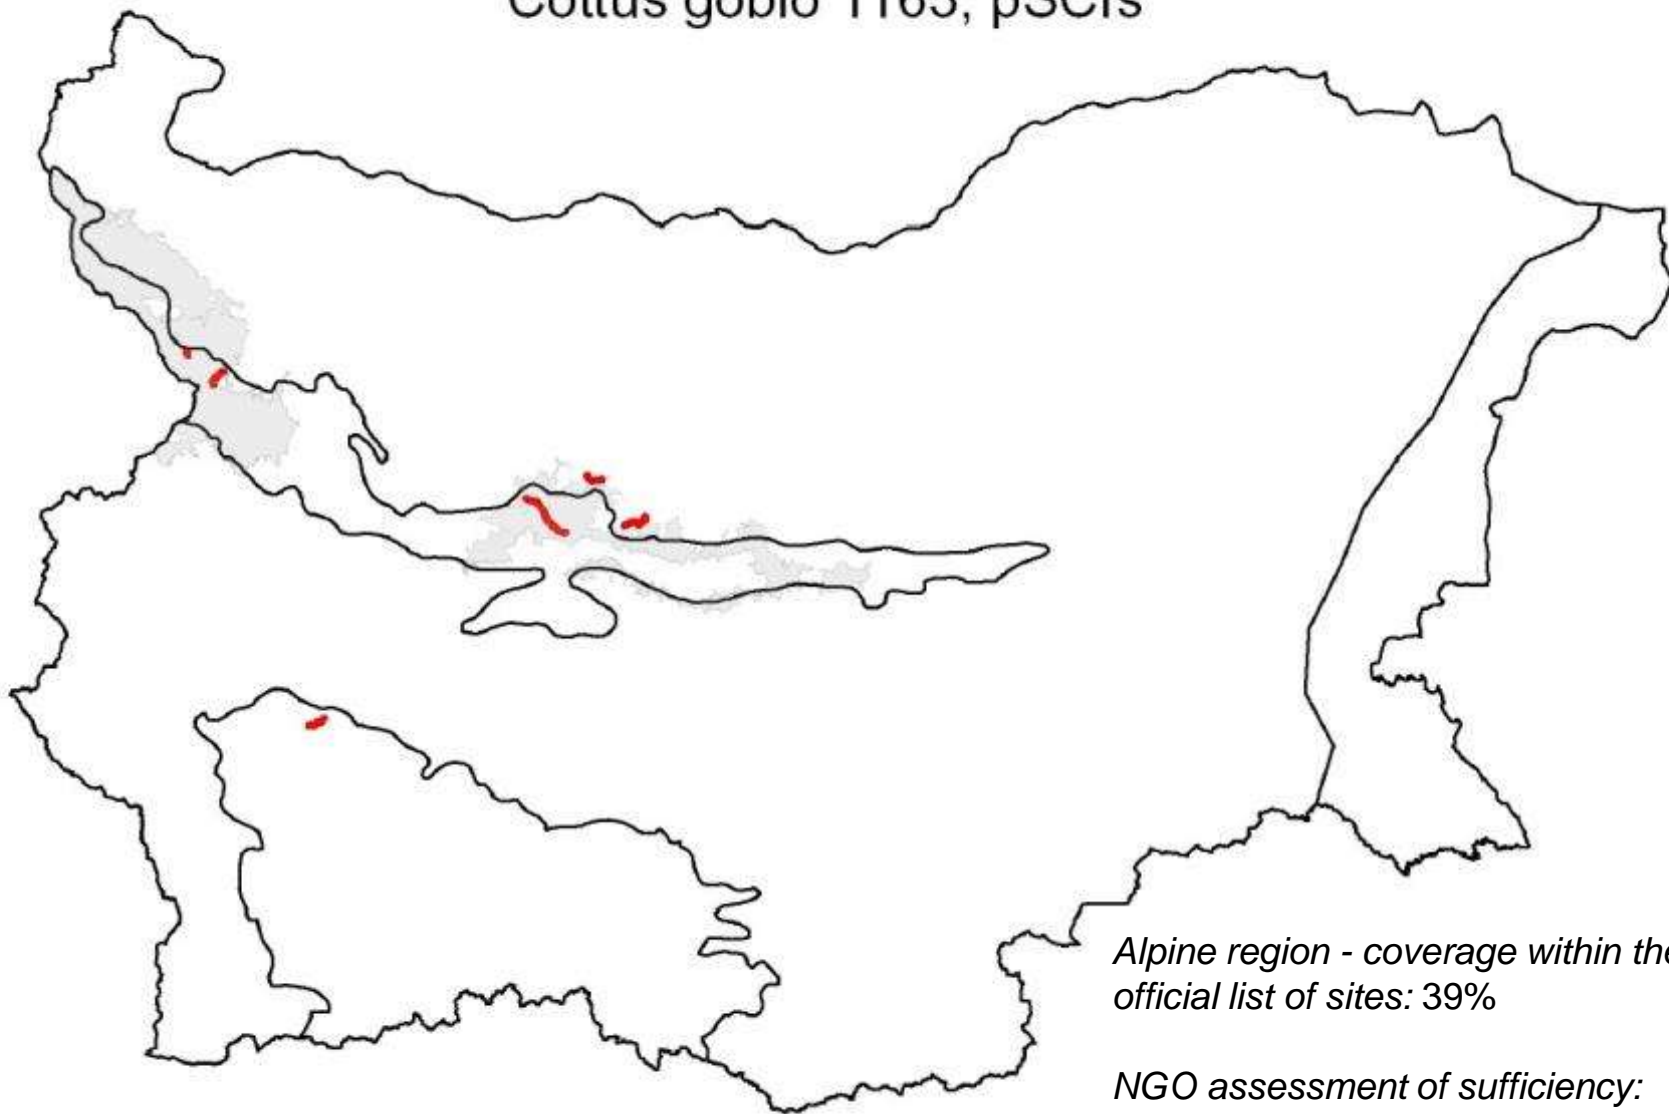 Cottus gobio 1163, pSCIs
Alpine region - coverage within the
official list of sites: 39%
NGO assessment of sufficiency: